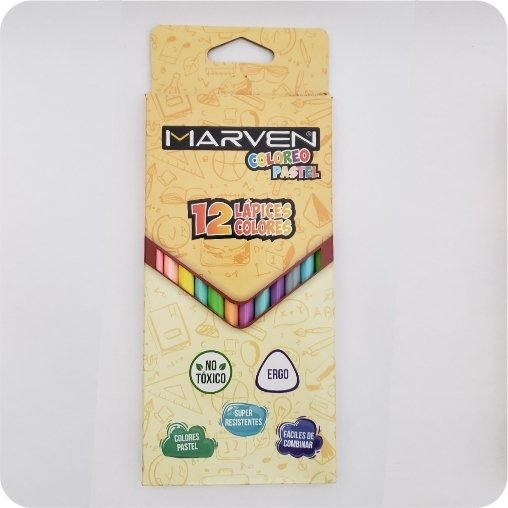 MARVEN
COLOREO
PASTEL
12 LÁPICES
COLORES
NO
TÓXICO
ERGO
SUPER
RESISTENTES
COLORES
PASTEL
FÁCILES DE
COMBINAR